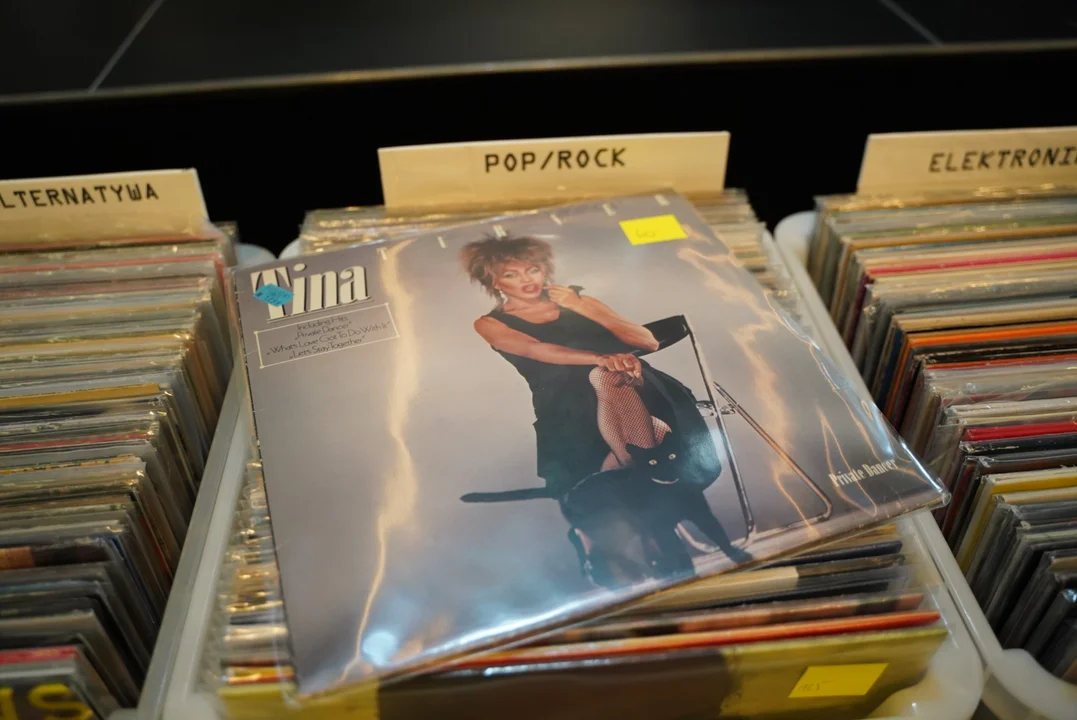 LTERNATYWA
POP/ROCK
ELEKTRONI
TINA
Tina
Including Hits
„Private Dancer“
„What's Love Got To Do With It“
„Let's Stay Together“
Private Dancer